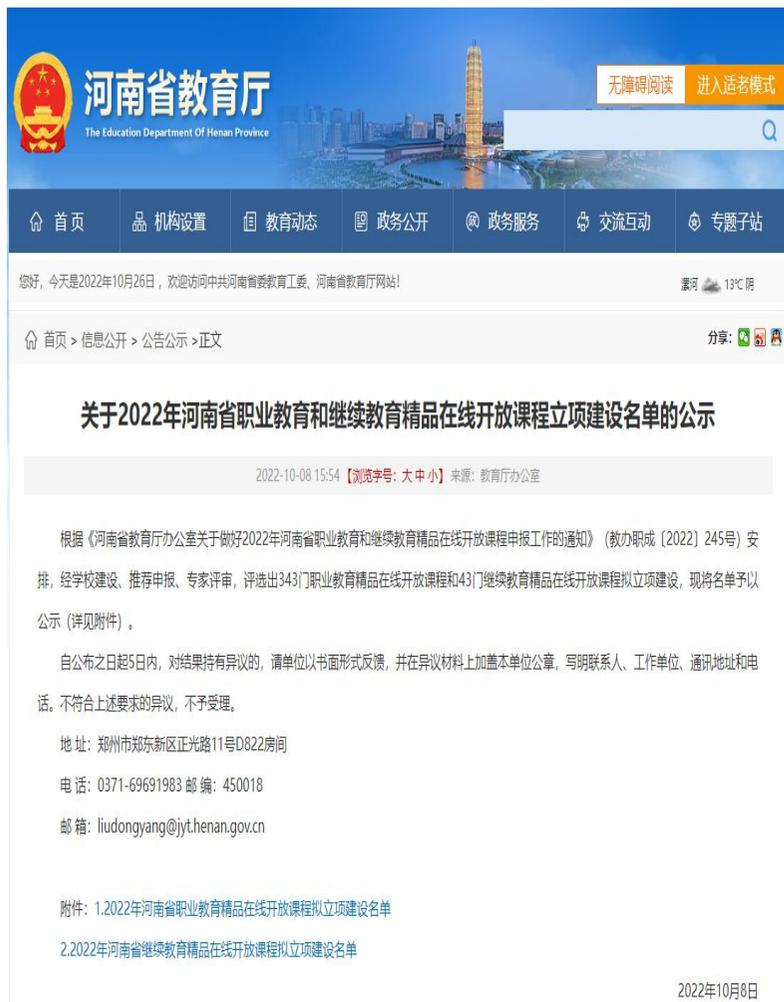 河南省教育厅
The Education Department Of Henan Province
无障碍阅读 进入适老模式
首 页 机构设置 教育动态 政务公开 政务服务 交流互动 专题子站
您好，今天是2022年10月26日 ，欢迎访问中共河南省委教育工委、河南省教育厅网站！ 漯河 13℃ 阴
首页 > 信息公开 > 公告公示 >正文 分享：
关于2022年河南省职业教育和继续教育精品在线开放课程立项建设名单的公示
2022-10-08 15:54 【浏览字号：大 中 小】 来源：教育厅办公室
根据《河南省教育厅办公室关于做好2022年河南省职业教育和继续教育精品在线开放课程申报工作的通知》（教办职成〔2022〕245号）安
排，经学校建设、推荐申报、专家评审，评选出343门职业教育精品在线开放课程和43门继续教育精品在线开放课程拟立项建设，现将名单予以
公示（详见附件）。
自公布之日起5日内，对结果持有异议的，请单位以书面形式反馈，并在异议材料上加盖本单位公章，写明联系人、工作单位、通讯地址和电
话。不符合上述要求的异议，不予受理。
地 址：郑州市郑东新区正光路11号D822房间
电 话：0371-69691983 邮 编：450018
邮 箱：liudongyang@jyt.henan.gov.cn
附件：1.2022年河南省职业教育精品在线开放课程拟立项建设名单
2.2022年河南省继续教育精品在线开放课程拟立项建设名单
2022年10月8日